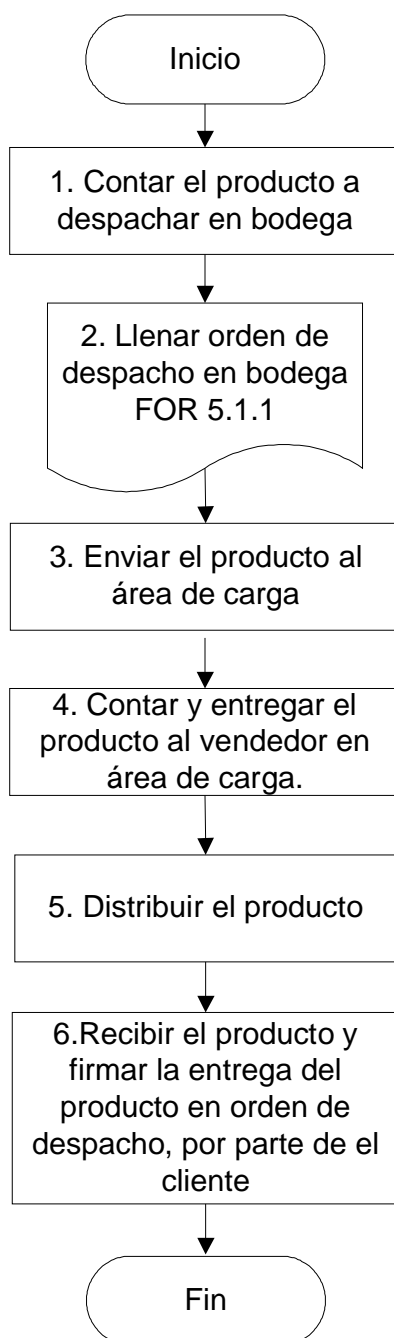 Inicio
1. Contar el producto a
despachar en bodega
2. Llenar orden de
despacho en bodega
FOR 5.1.1
3. Enviar el producto al
área de carga
4. Contar y entregar el
producto al vendedor en
área de carga.
5. Distribuir el producto
6.Recibir el producto y
firmar la entrega del
producto en orden de
despacho, por parte de el
cliente
Fin